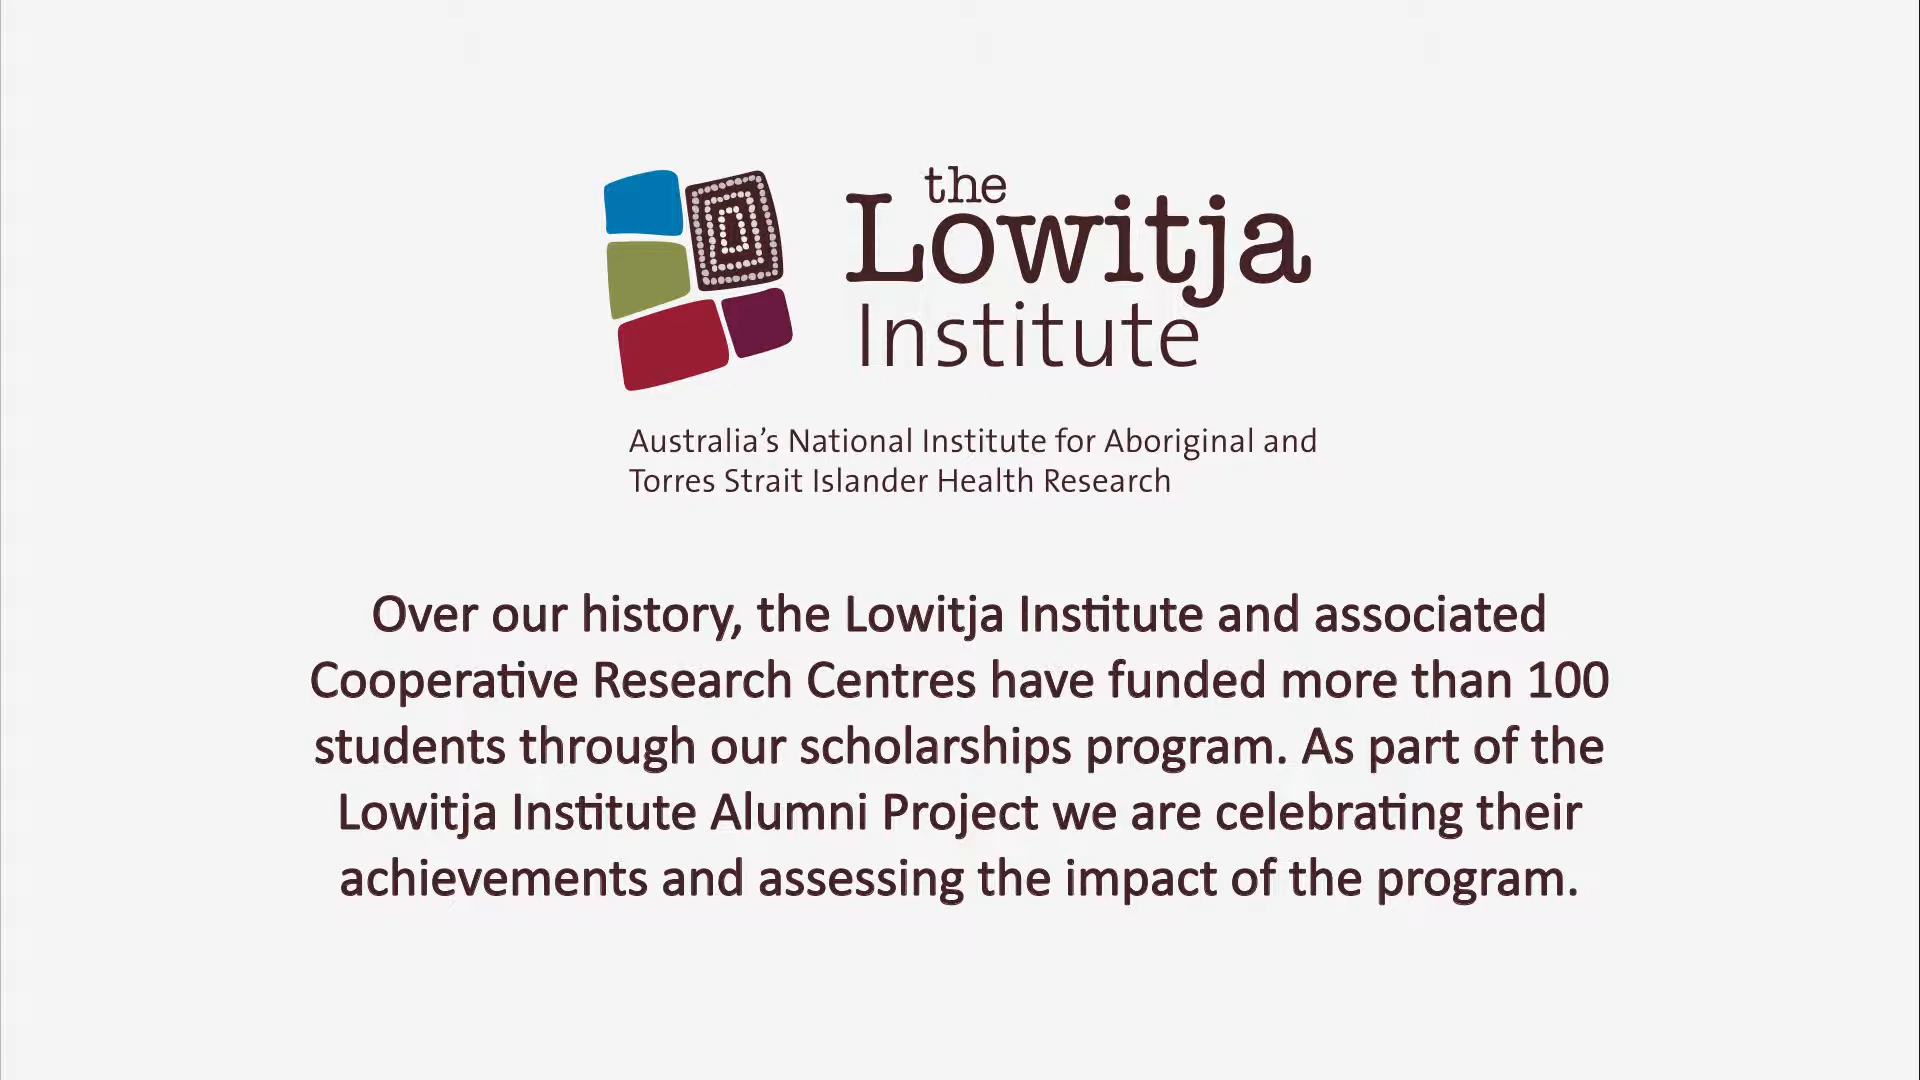 the
Lowitja
Institute
Australia’s National Institute for Aboriginal and
Torres Strait Islander Health Research
Over our history, the Lowitja Institute and associated
Cooperative Research Centres have funded more than 100
students through our scholarships program. As part of the
Lowitja Institute Alumni Project we are celebrating their
achievements and assessing the impact of the program.